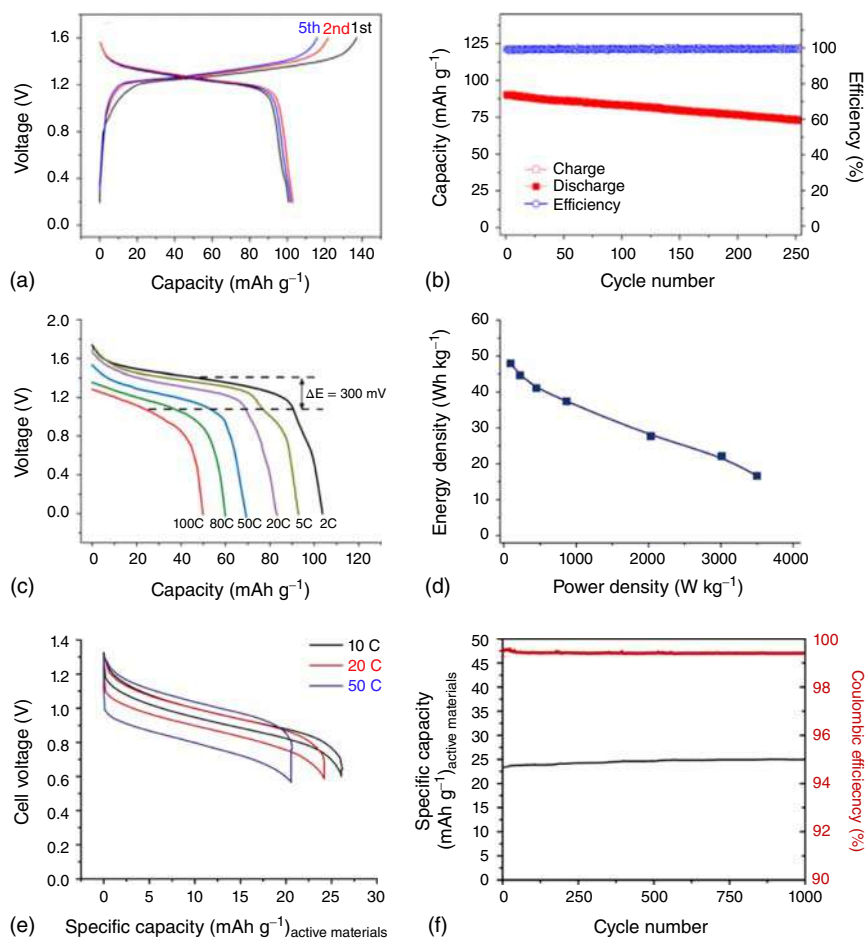 5th 2nd 1st
1.6
1.2
0.8
0.4
0.0
Voltage (V)
0 20 40 60 80 100 120 140
Capacity (mAh g⁻¹)
(a)
125
100
75
50
25
0
Capacity (mAh g⁻¹)
Charge
Discharge
Efficiency
100
80
60
40
20
0
Efficiency (%)
0 50 100 150 200 250
Cycle number
(b)
2.0
1.6
1.2
0.8
0.4
0.0
Voltage (V)
ΔE = 300 mV
100C 80C 50C 20C 5C 2C
0 20 40 60 80 100 120
Capacity (mAh g⁻¹)
(c)
60
50
40
30
20
10
0
Energy density (Wh kg⁻¹)
0 1000 2000 3000 4000
Power density (W kg⁻¹)
(d)
1.4
1.2
1.0
0.8
0.6
0.4
0.2
0.0
Cell voltage (V)
10 C
20 C
50 C
0 5 10 15 20 25 30
Specific capacity (mAh g⁻¹)active materials
(e)
50
45
40
35
30
25
20
15
10
5
0
Specific capacity
(mAh g⁻¹)active materials
100
99
96
94
92
90
Coulombic efficiecncy (%)
0 250 500 750 1000
Cycle number
(f)